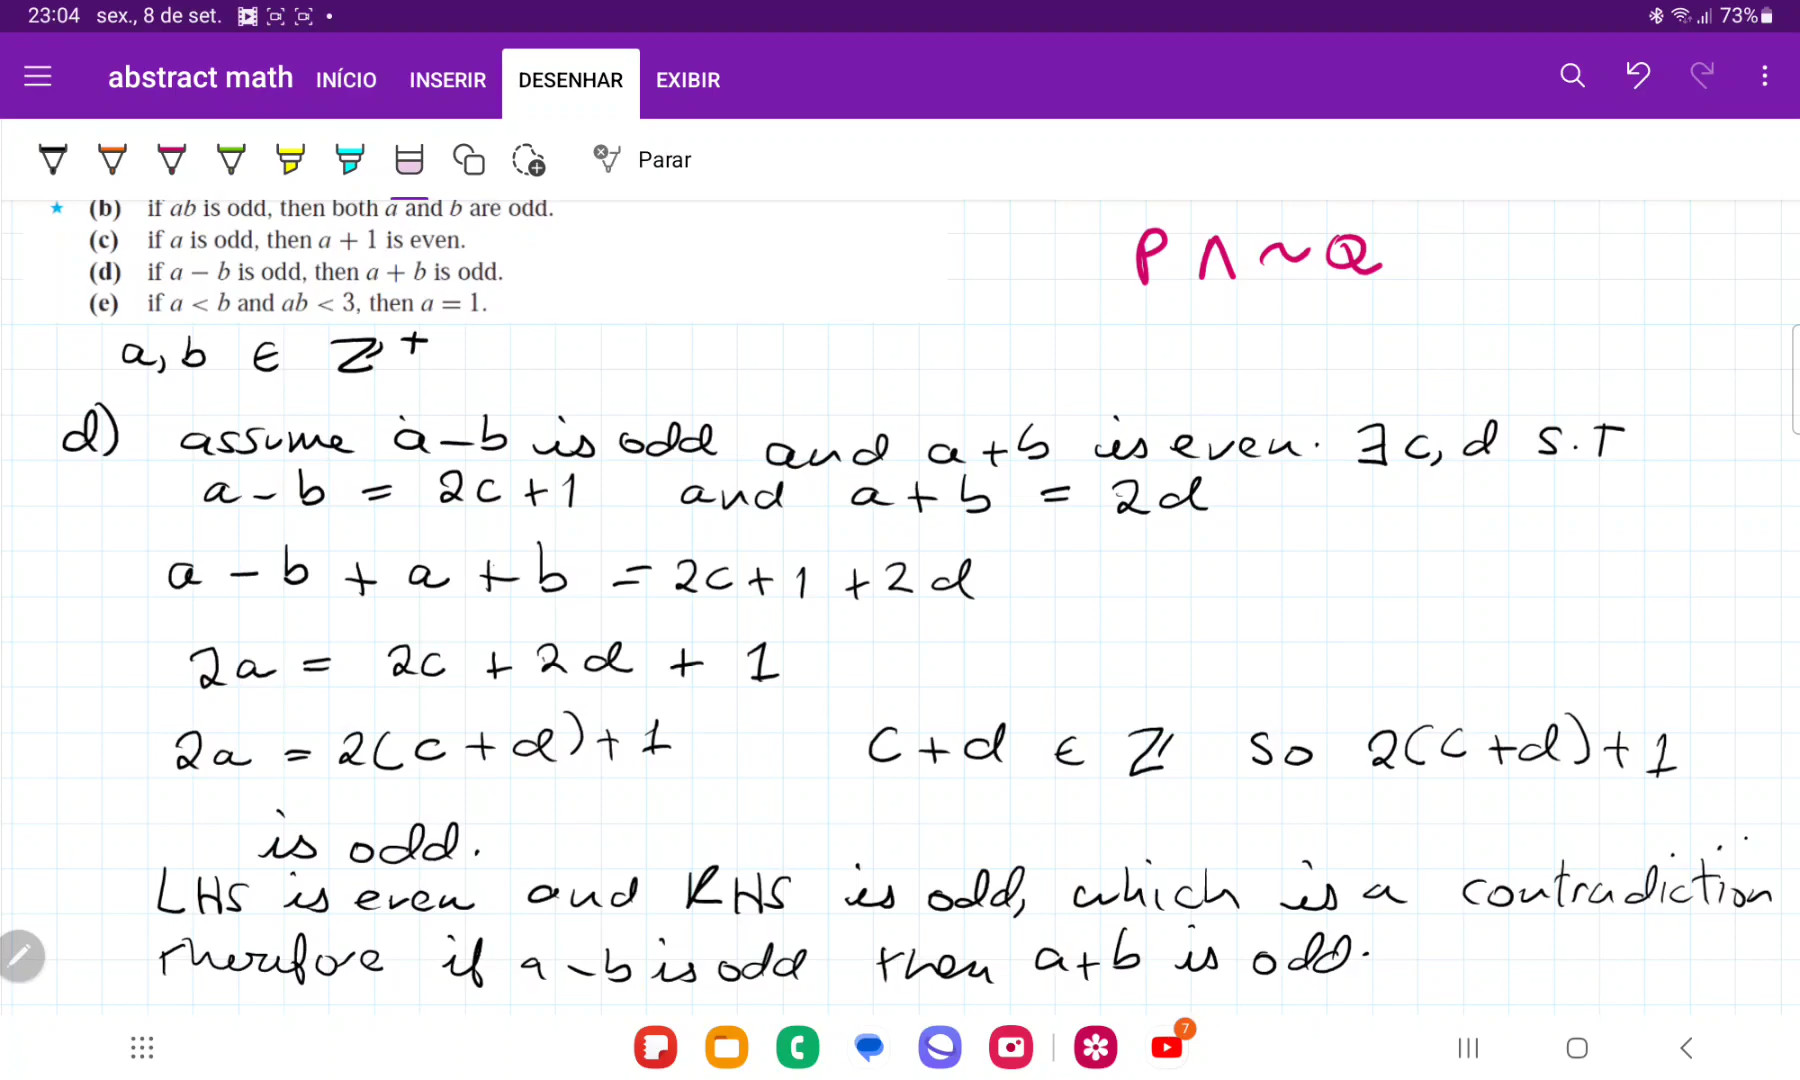 23:04 sex., 8 de set. 73%
abstract math INÍCIO INSERIR DESENHAR EXIBIR
Parar
★ (b) if ab is odd, then both a and b are odd.
(c) if a is odd, then a + 1 is even.
(d) if a − b is odd, then a + b is odd.
(e) if a < b and ab < 3, then a = 1.
P ∧ ~Q
a, b ∈ ℤ⁺
d) assume a-b is odd and a+b is even. ∃ c, d s.T
a - b = 2c + 1 and a + b = 2d
a - b + a + b = 2c + 1 + 2d
2a = 2c + 2d + 1
2a = 2(c+d)+1 c+d ∈ ℤ so 2(c+d)+1
is odd.
LHS is even and RHS is odd, which is a contradiction
therefore if a-b is odd then a+b is odd.
7